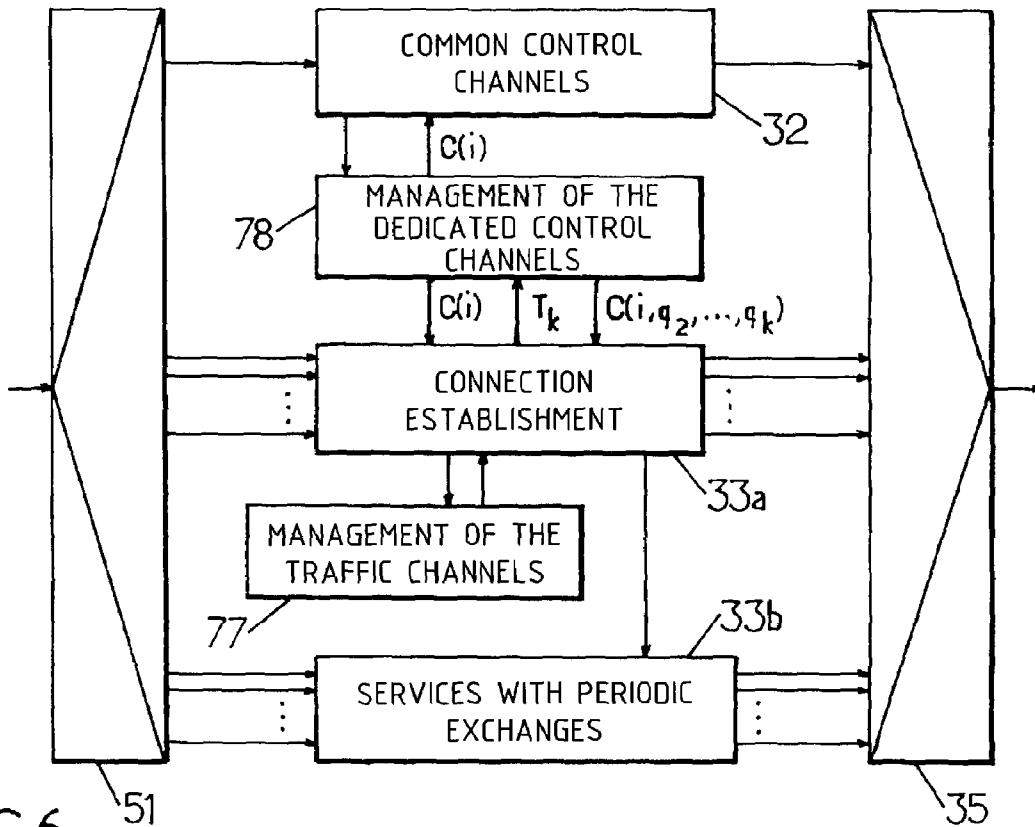 COMMON CONTROL
CHANNELS
32
C(i)
78
MANAGEMENT OF THE
DEDICATED CONTROL
CHANNELS
C(i)
T_k
C(i,q_2,...,q_k)
CONNECTION
ESTABLISHMENT
33a
MANAGEMENT OF THE
TRAFFIC CHANNELS
77
33b
SERVICES WITH PERIODIC
EXCHANGES
51
35